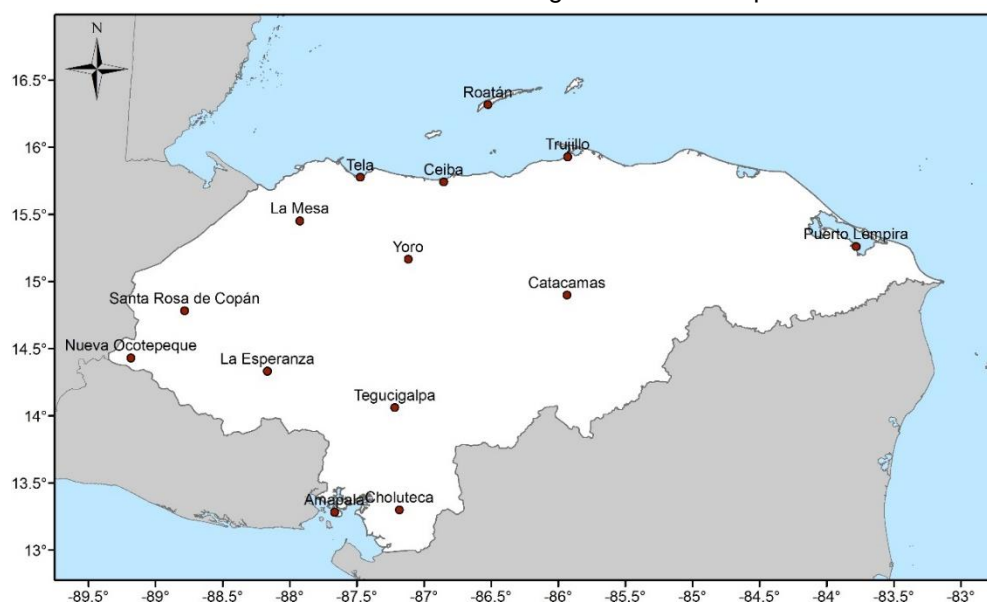 N
16.5°
16°
15.5°
15°
14.5°
14°
13.5°
13°
Roatán
Trujillo
Tela
Ceiba
La Mesa
Puerto Lempira
Yoro
Catacamas
Santa Rosa de Copán
Nueva Ocotepeque
La Esperanza
Tegucigalpa
Amapala
Choluteca
-89.5° -89° -88.5° -88° -87.5° -87° -86.5° -86° -85.5° -85° -84.5° -84° -83.5° -83°